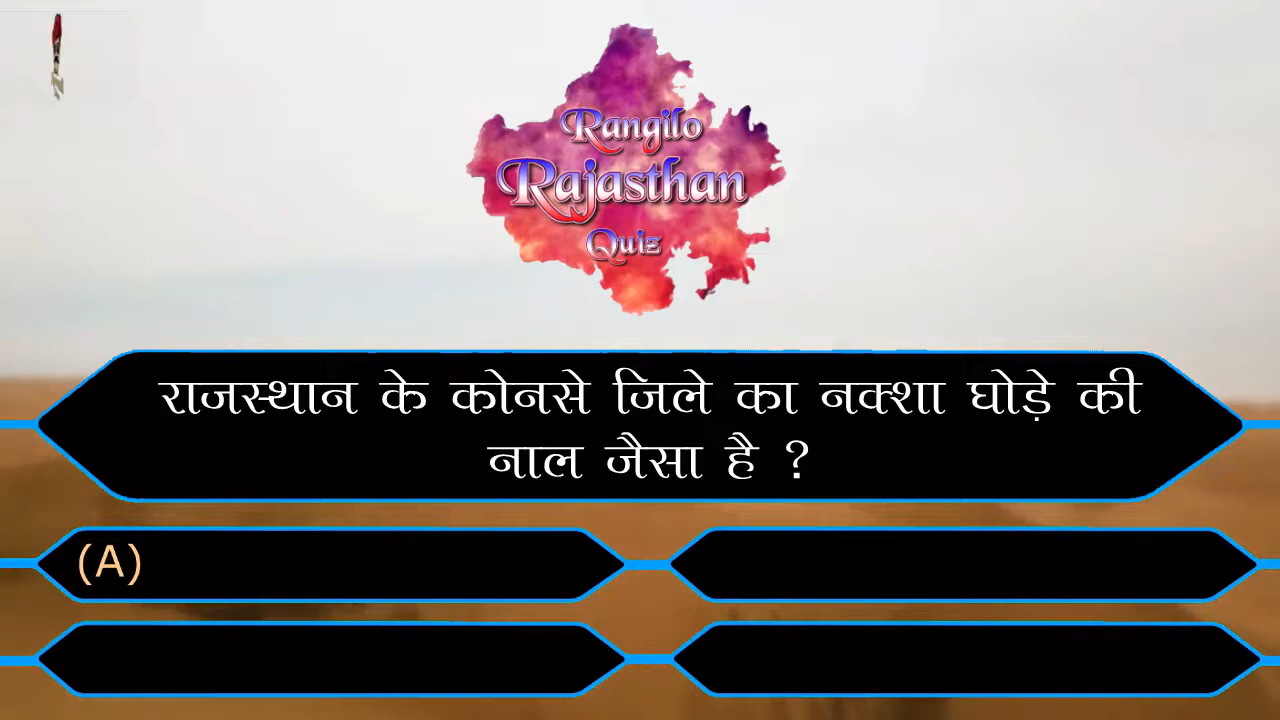 Rangilo
Rajasthan
Quiz
राजस्थान के कोनसे जिले का नक्शा घोड़े की
नाल जैसा है ?
(A)